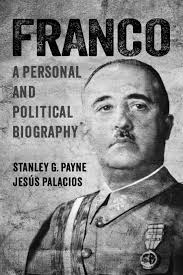 FRANCO
A PERSONAL
AND
POLITICAL
BIOGRAPHY
STANLEY G. PAYNE
JESÚS PALACIOS